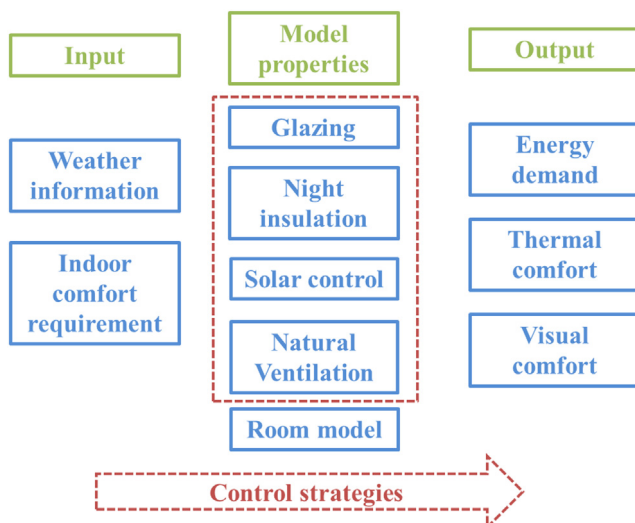 Input
Model
properties
Output
Weather
information
Indoor
comfort
requirement
Glazing
Night
insulation
Solar control
Natural
Ventilation
Room model
Energy
demand
Thermal
comfort
Visual
comfort
Control strategies